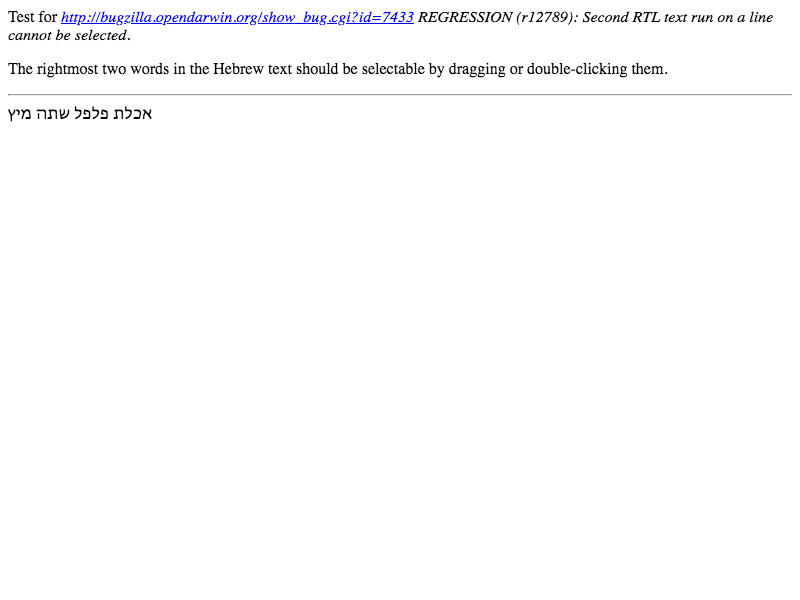 Test for http://bugzilla.opendarwin.org/show_bug.cgi?id=7433 REGRESSION (r12789): Second RTL text run on a line
cannot be selected.
The rightmost two words in the Hebrew text should be selectable by dragging or double-clicking them.
אכלת פלפל שתה מיץ